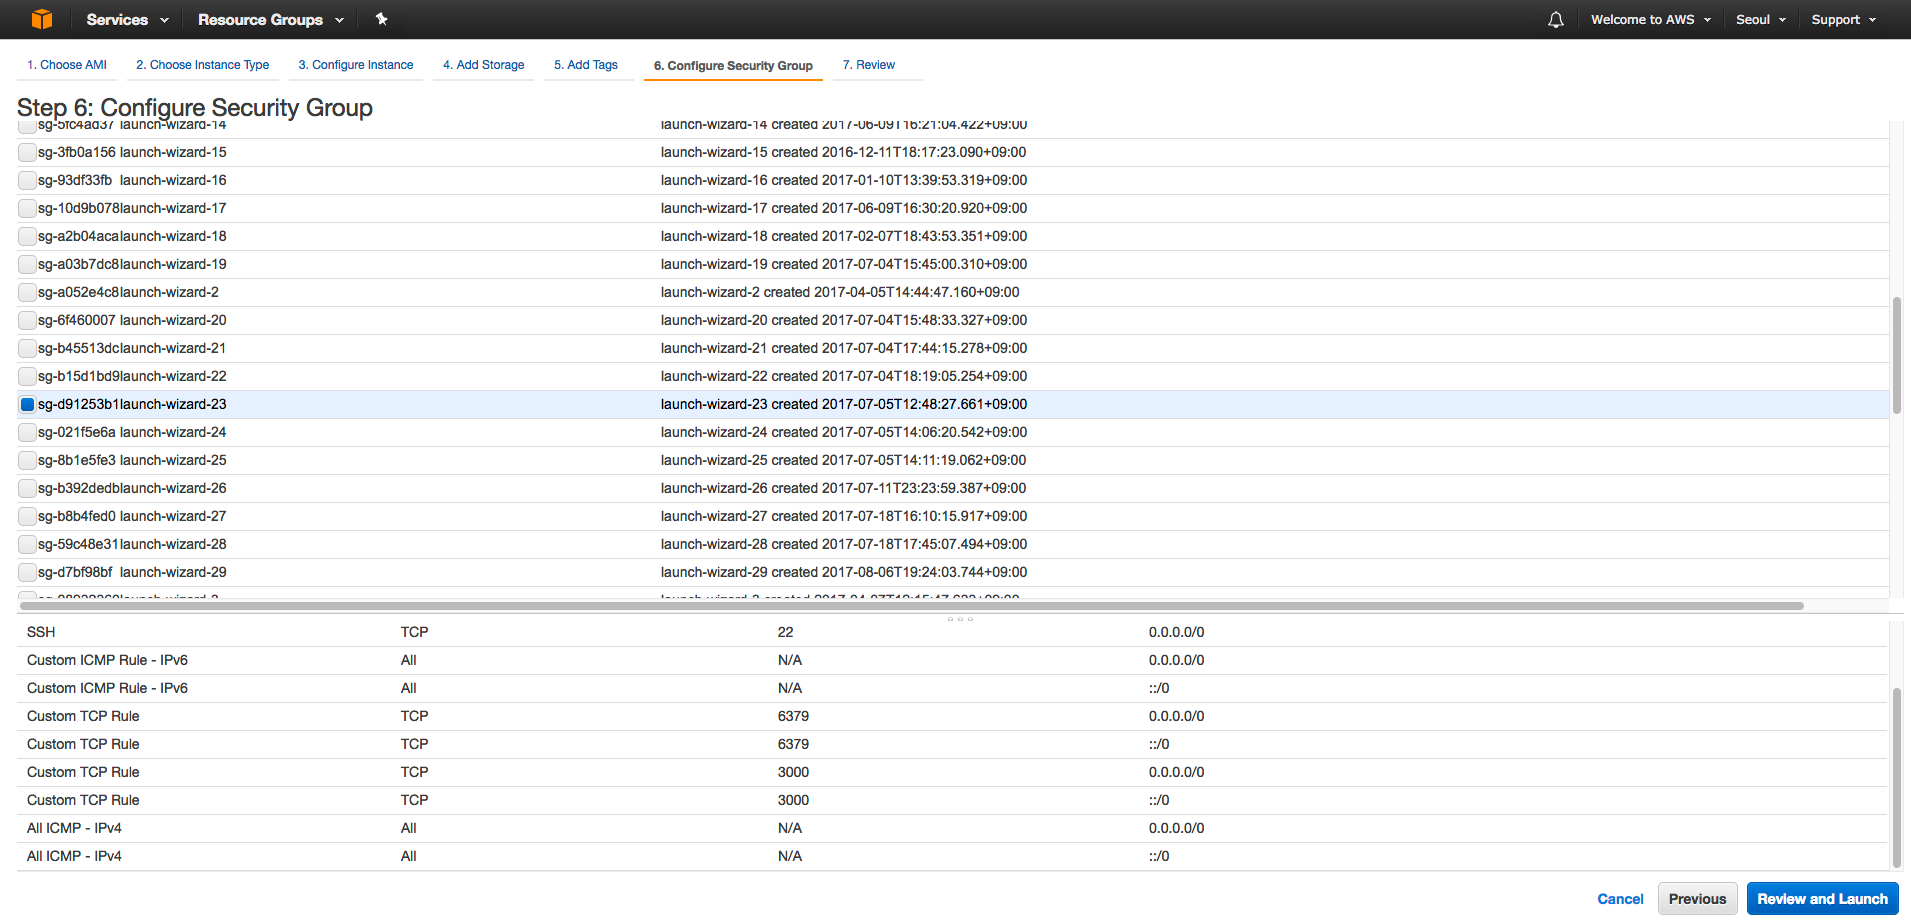 Services Resource Groups Welcome to AWS Seoul Support
1. Choose AMI 2. Choose Instance Type 3. Configure Instance 4. Add Storage 5. Add Tags 6. Configure Security Group 7. Review
Step 6: Configure Security Group
sg-5fc4ad37 launch-wizard-14 launch-wizard-14 created 2017-06-09T16:21:04.422+09:00
sg-3fb0a156 launch-wizard-15 launch-wizard-15 created 2016-12-11T18:17:23.090+09:00
sg-93df33fb launch-wizard-16 launch-wizard-16 created 2017-01-10T13:39:53.319+09:00
sg-10d9b078 launch-wizard-17 launch-wizard-17 created 2017-06-09T16:30:20.920+09:00
sg-a2b04aca launch-wizard-18 launch-wizard-18 created 2017-02-07T18:43:53.351+09:00
sg-a03b7dc8 launch-wizard-19 launch-wizard-19 created 2017-07-04T15:45:00.310+09:00
sg-a052e4c8 launch-wizard-2 launch-wizard-2 created 2017-04-05T14:44:47.160+09:00
sg-6f460007 launch-wizard-20 launch-wizard-20 created 2017-07-04T15:48:33.327+09:00
sg-b45513dc launch-wizard-21 launch-wizard-21 created 2017-07-04T17:44:15.278+09:00
sg-b15d1bd9 launch-wizard-22 launch-wizard-22 created 2017-07-04T18:19:05.254+09:00
sg-d91253b1 launch-wizard-23 launch-wizard-23 created 2017-07-05T12:48:27.661+09:00
sg-021f5e6a launch-wizard-24 launch-wizard-24 created 2017-07-05T14:06:20.542+09:00
sg-8b1e5fe3 launch-wizard-25 launch-wizard-25 created 2017-07-05T14:11:19.062+09:00
sg-b392dedb launch-wizard-26 launch-wizard-26 created 2017-07-11T23:23:59.387+09:00
sg-b8b4fed0 launch-wizard-27 launch-wizard-27 created 2017-07-18T16:10:15.917+09:00
sg-59c48e31 launch-wizard-28 launch-wizard-28 created 2017-07-18T17:45:07.494+09:00
sg-d7bf98bf launch-wizard-29 launch-wizard-29 created 2017-08-06T19:24:03.744+09:00
SSH TCP 22 0.0.0.0/0
Custom ICMP Rule - IPv6 All N/A 0.0.0.0/0
Custom ICMP Rule - IPv6 All N/A ::/0
Custom TCP Rule TCP 6379 0.0.0.0/0
Custom TCP Rule TCP 6379 ::/0
Custom TCP Rule TCP 3000 0.0.0.0/0
Custom TCP Rule TCP 3000 ::/0
All ICMP - IPv4 All N/A 0.0.0.0/0
All ICMP - IPv4 All N/A ::/0
Cancel Previous Review and Launch